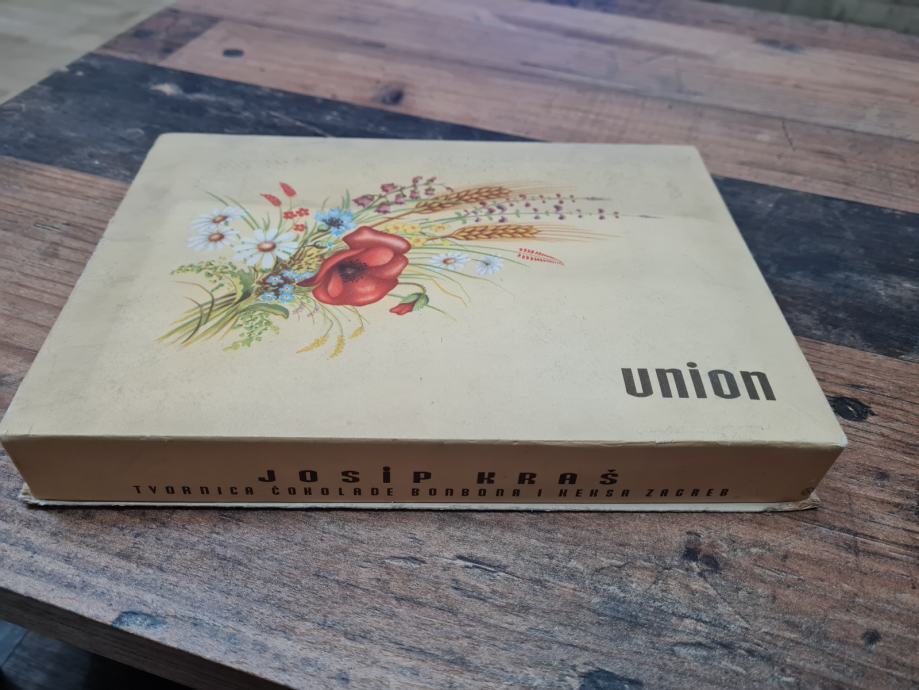 union
JOSiP KRAŠ
TVORNICA ČOKOLADE BONBONA I KEKSA ZAGREB